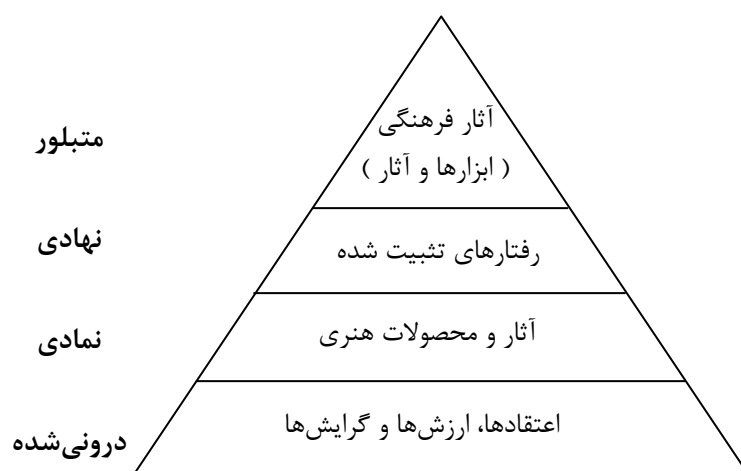 آثار فرهنگی
متبلور
( ابزارها و آثار )
نهادی
رفتارهای تثبیت شده
نمادی
آثار و محصولات هنری
اعتقادها، ارزش‌ها و گرایش‌ها
درونی‌شده